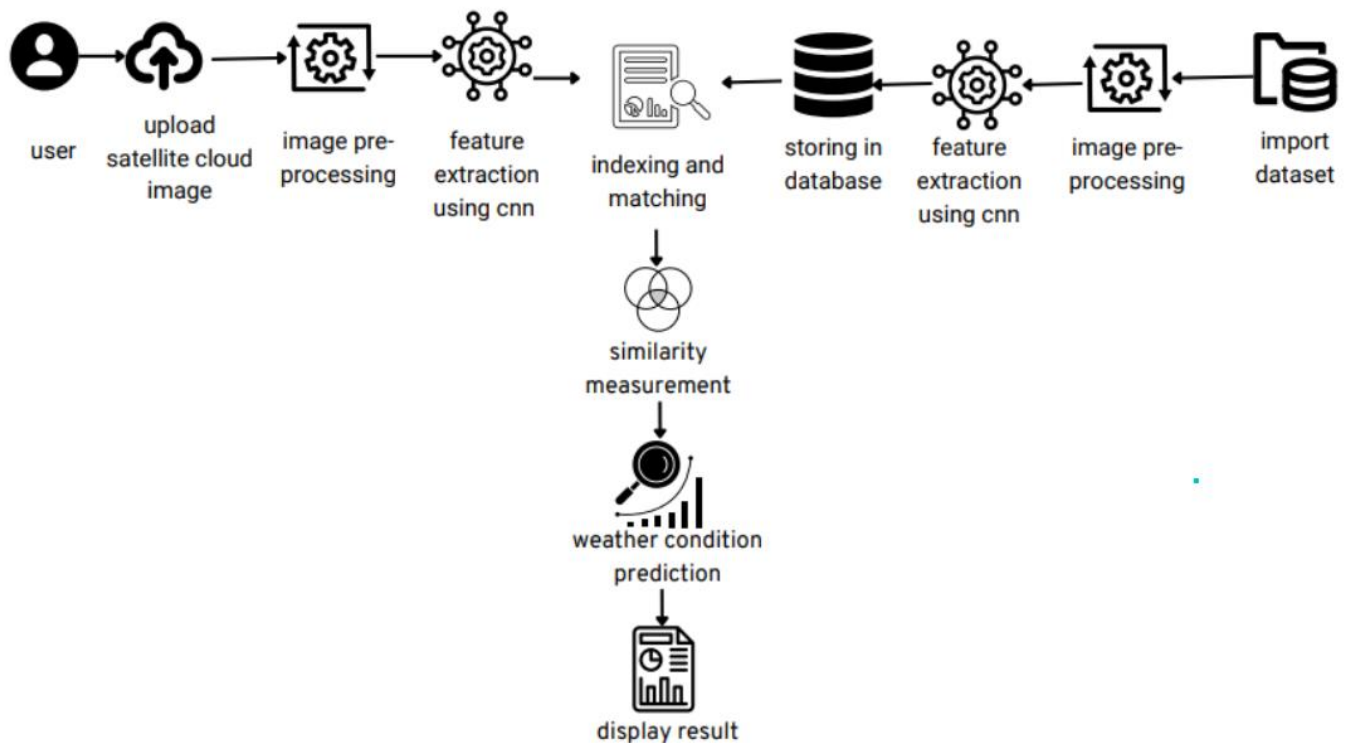 user
upload
satellite cloud
image
image pre-
processing
feature
extraction
using cnn
indexing and
matching
storing in
database
feature
extraction
using cnn
image pre-
processing
import
dataset
similarity
measurement
weather condition
prediction
display result